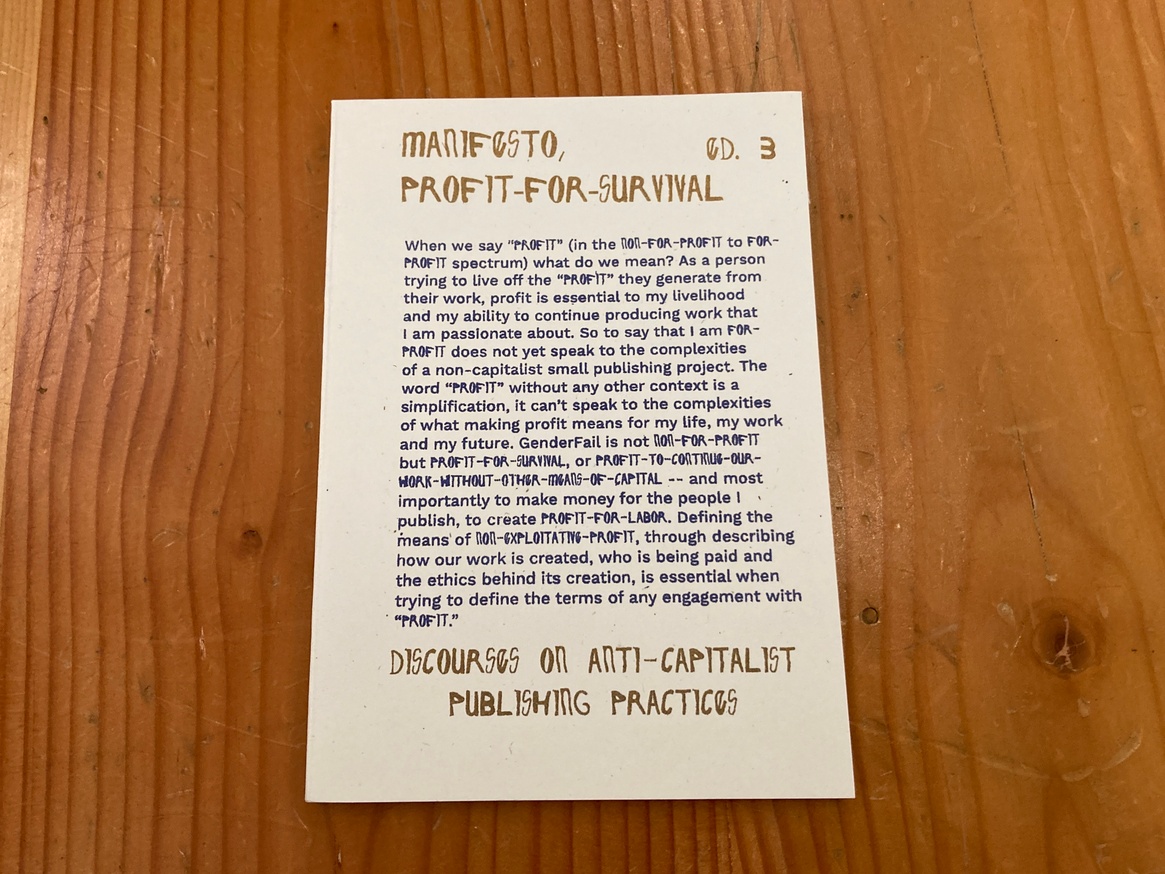 MANIFESTO, ED. 3
PROFIT-FOR-SURVIVAL
When we say “PROFIT” (in the NON-FOR-PROFIT to FOR-
PROFIT spectrum) what do we mean? As a person
trying to live off the “PROFIT” they generate from
their work, profit is essential to my livelihood
and my ability to continue producing work that
I am passionate about. So to say that I am FOR-
PROFIT does not yet speak to the complexities
of a non-capitalist small publishing project. The
word “PROFIT” without any other context is a
simplification, it can’t speak to the complexities
of what making profit means for my life, my work
and my future. GenderFail is not NON-FOR-PROFIT
but PROFIT-FOR-SURVIVAL, or PROFIT-TO-CONTINUE-OUR-
WORK-WITHOUT-OTHER-MEANS-OF-CAPITAL -- and most
importantly to make money for the people I
publish, to create PROFIT-FOR-LABOR. Defining the
means of NON-EXPLOITATIVE-PROFIT, through describing
how our work is created, who is being paid and
the ethics behind its creation, is essential when
trying to define the terms of any engagement with
“PROFIT.”
DISCOURSES ON ANTI-CAPITALIST
PUBLISHING PRACTICES